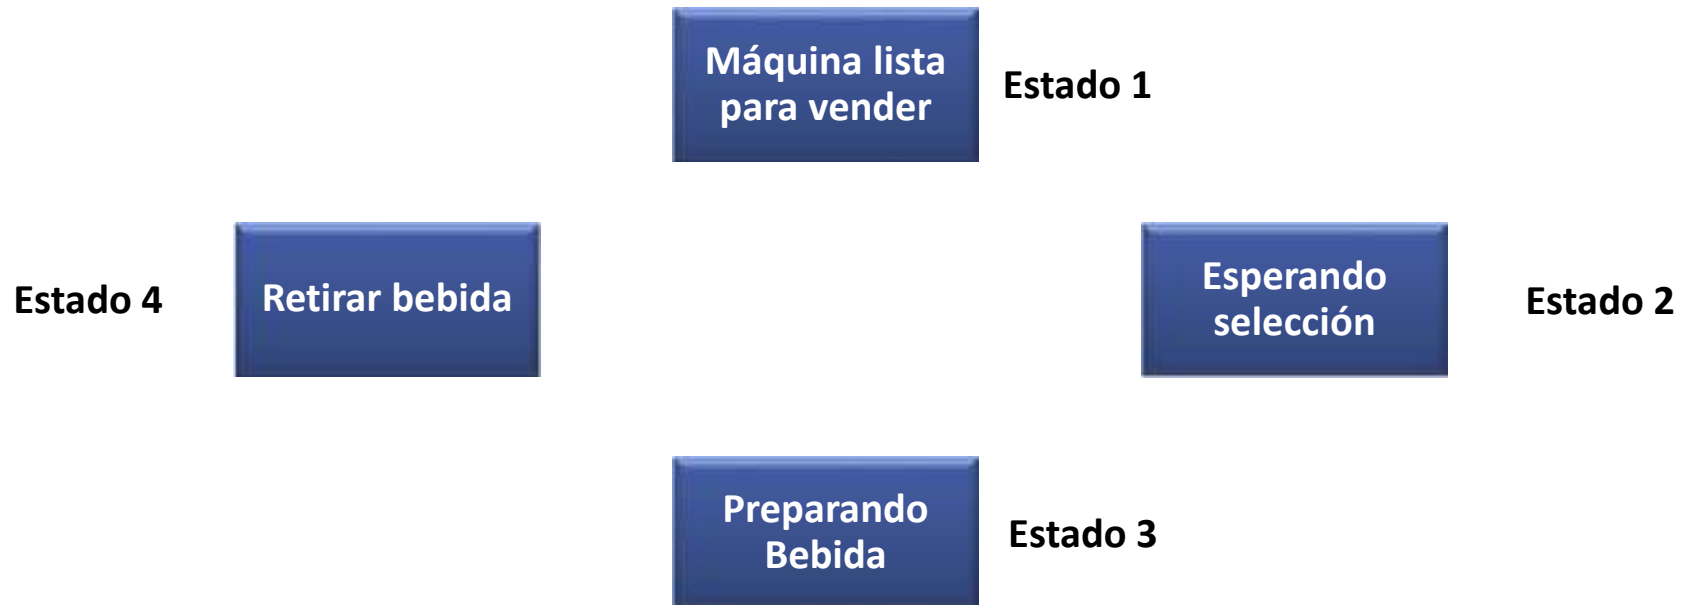 Máquina lista
para vender
Estado 1
Estado 4
Retirar bebida
Esperando
selección
Estado 2
Preparando
Bebida
Estado 3